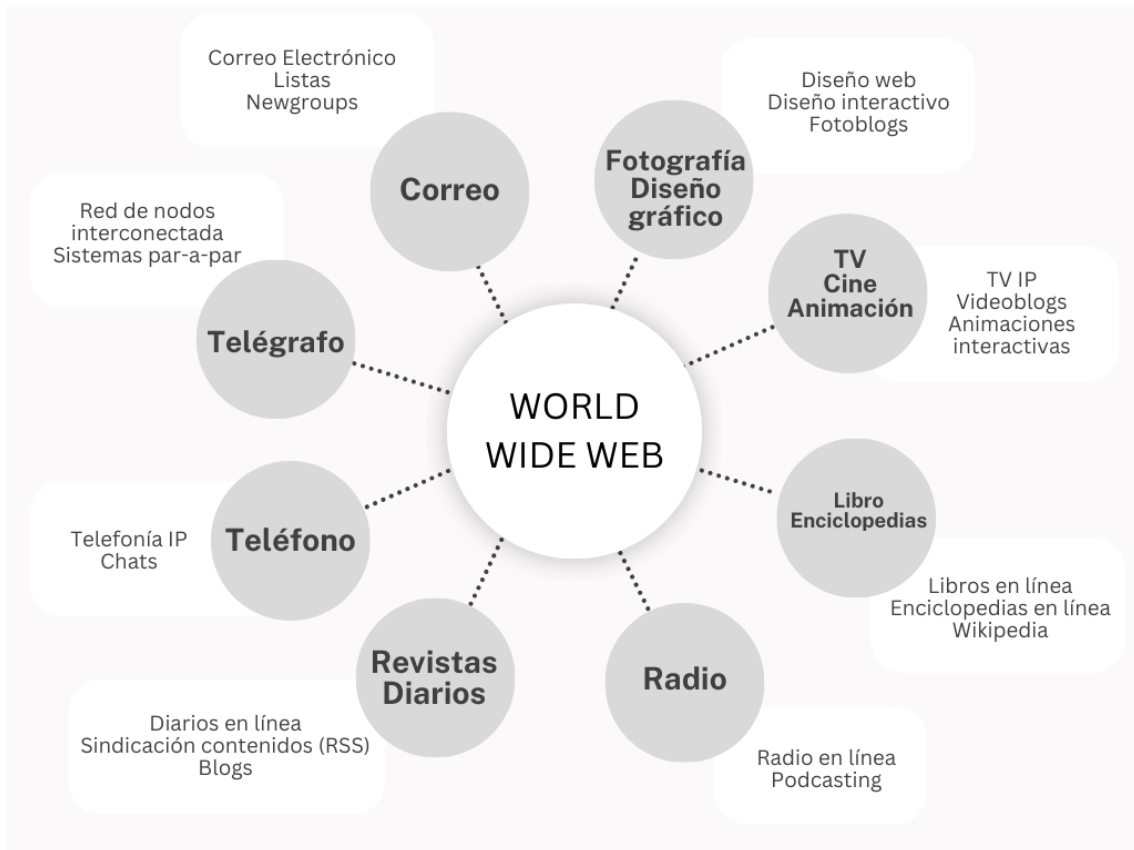 Correo Electrónico
Listas
Newgroups
Correo
Diseño web
Diseño interactivo
Fotoblogs
Fotografía
Diseño
gráfico
TV
Cine
Animación
TV IP
Videoblogs
Animaciones
interactivas
Red de nodos
interconectada
Sistemas par-a-par
Telégrafo
WORLD
WIDE WEB
Libro
Enciclopedias
Libros en línea
Enciclopedias en línea
Wikipedia
Teléfono
Telefonía IP
Chats
Revistas
Diarios
Diarios en línea
Sindicación contenidos (RSS)
Blogs
Radio
Radio en línea
Podcasting